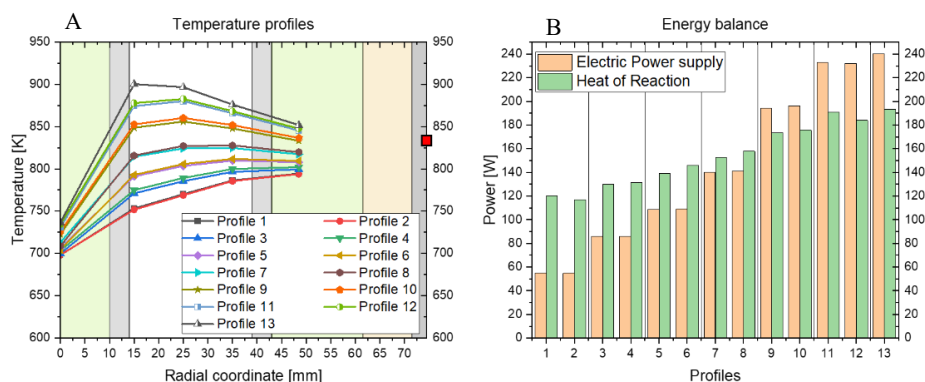 A
Temperature profiles
950
900
850
800
750
700
650
600
950
900
850
800
750
700
650
600
Temperature [K]
Profile 1 Profile 2
Profile 3 Profile 4
Profile 5 Profile 6
Profile 7 Profile 8
Profile 9 Profile 10
Profile 11 Profile 12
Profile 13
0 5 10 15 20 25 30 35 40 45 50 55 60 65 70
Radial coordinate [mm]
B
Energy balance
240
220
200
180
160
140
120
100
80
60
40
20
0
240
220
200
180
160
140
120
100
80
60
40
20
0
Power [W]
Electric Power supply
Heat of Reaction
1 2 3 4 5 6 7 8 9 10 11 12 13
Profiles